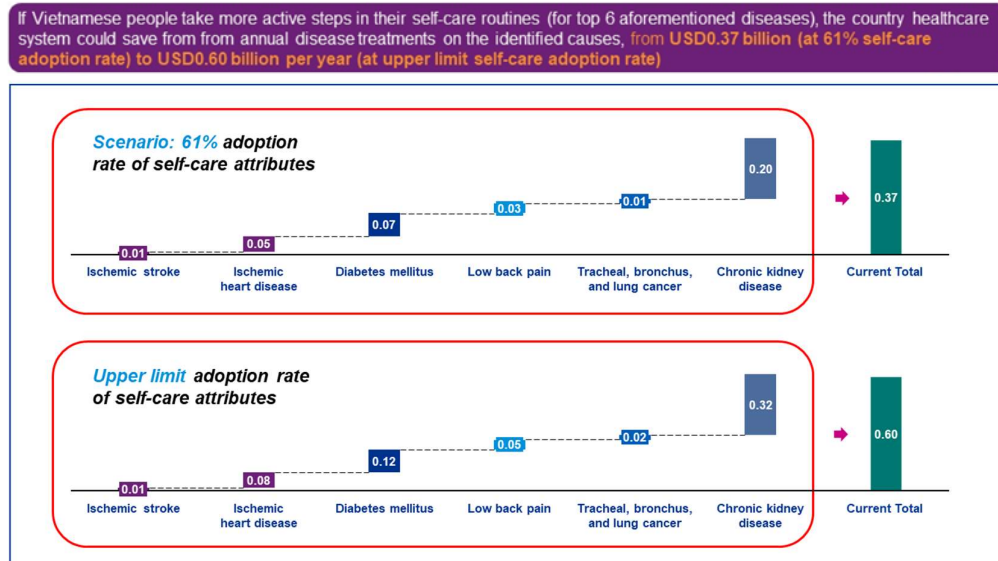 If Vietnamese people take more active steps in their self-care routines (for top 6 aforementioned diseases), the country healthcare
system could save from from annual disease treatments on the identified causes, from USD0.37 billion (at 61% self-care
adoption rate) to USD0.60 billion per year (at upper limit self-care adoption rate)
Scenario: 61% adoption
rate of self-care attributes
0.01
0.05
0.07
0.03
0.01
0.20
0.37
Ischemic stroke
Ischemic
heart disease
Diabetes mellitus
Low back pain
Tracheal, bronchus,
and lung cancer
Chronic kidney
disease
Current Total
Upper limit adoption rate
of self-care attributes
0.01
0.08
0.12
0.05
0.02
0.32
0.60
Ischemic stroke
Ischemic
heart disease
Diabetes mellitus
Low back pain
Tracheal, bronchus,
and lung cancer
Chronic kidney
disease
Current Total